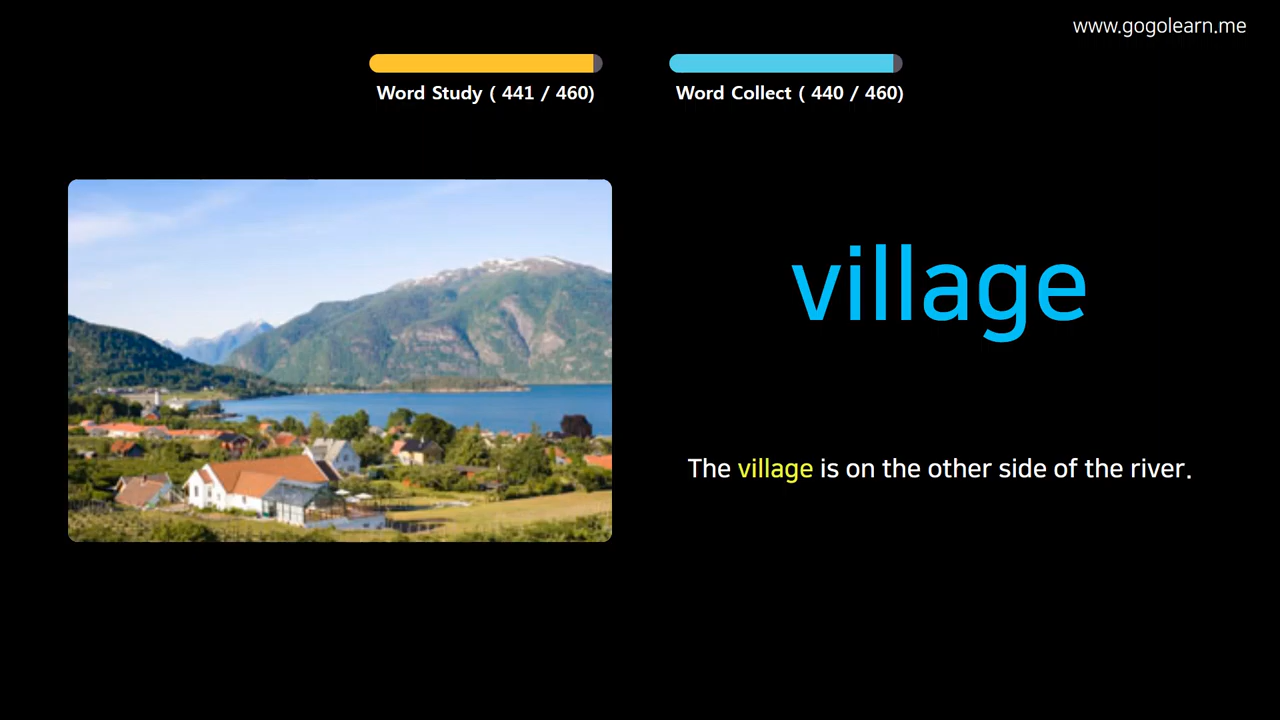 www.gogolearn.me
Word Study ( 441 / 460)
Word Collect ( 440 / 460)
village
The village is on the other side of the river.